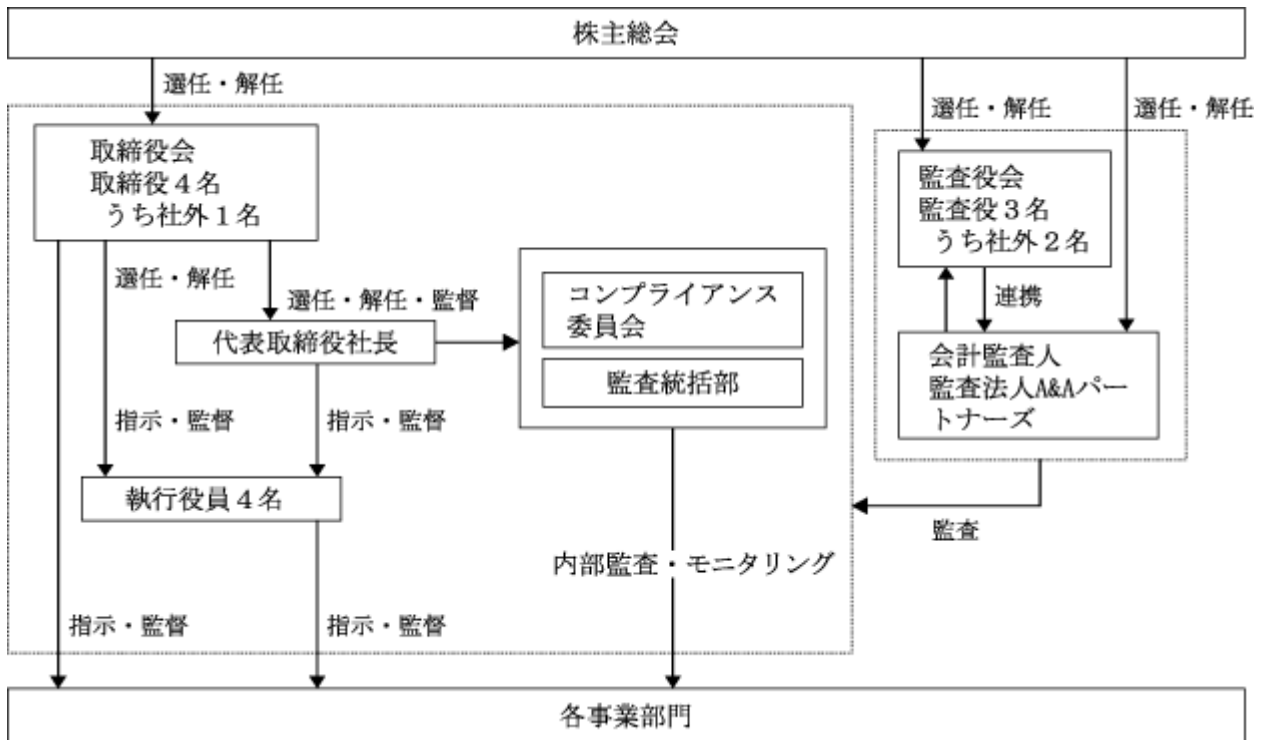 株主総会
選任・解任
選任・解任
選任・解任
取締役会
取締役4名
うち社外1名
監査役会
監査役3名
うち社外2名
選任・解任
選任・解任・監督
連携
コンプライアンス
委員会
代表取締役社長
監査統括部
会計監査人
監査法人A&Aパー
トナーズ
指示・監督
指示・監督
執行役員4名
監査
内部監査・モニタリング
指示・監督
指示・監督
各事業部門